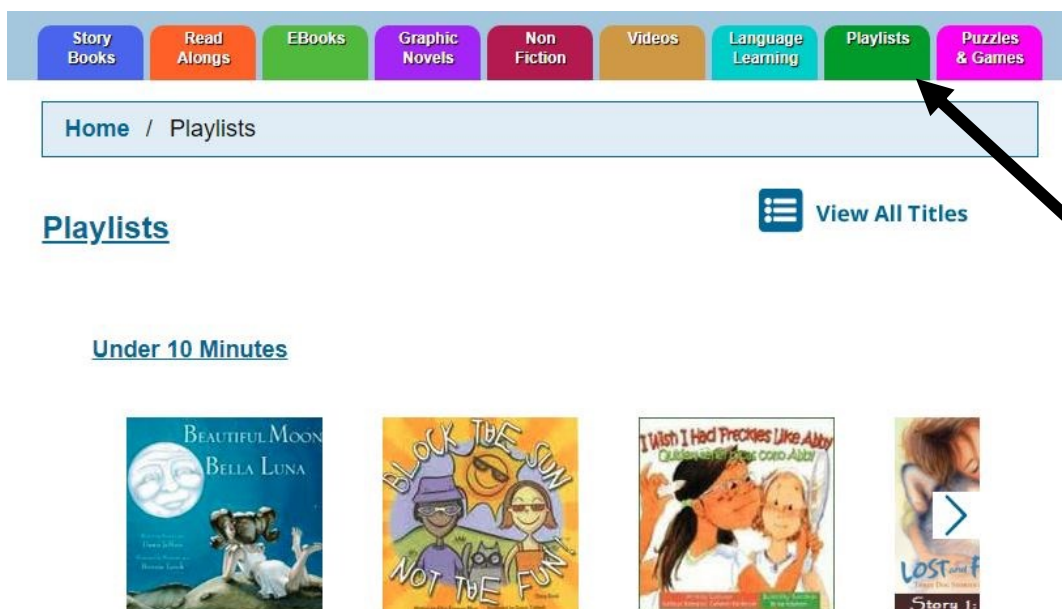 Story Books
Read Alongs
EBooks
Graphic Novels
Non Fiction
Videos
Language Learning
Playlists
Puzzles & Games
Home / Playlists
Playlists
View All Titles
Under 10 Minutes
BEAUTIFUL MOON
BELLA LUNA
BLOCK THE SUN
NOT THE FUN!
I Wish I Had Freckles Like Abby
LOST and F
Story 1: